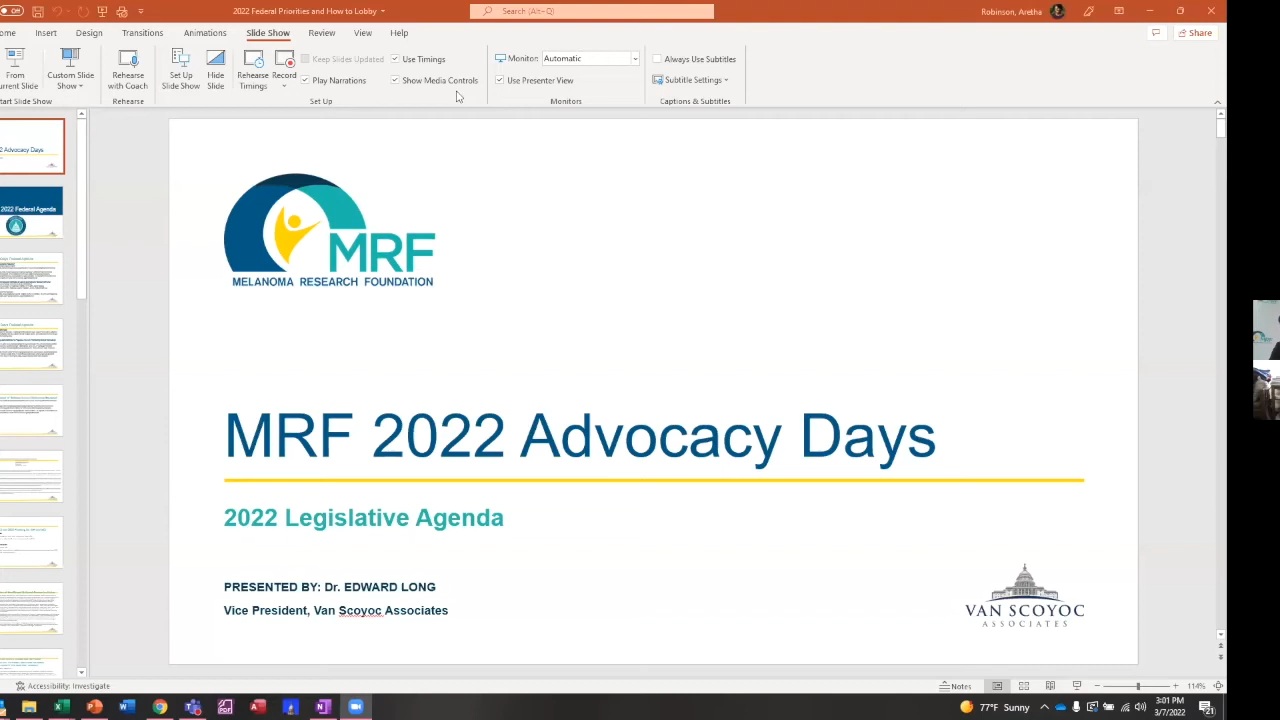 2022 Federal Priorities and How to Lobby
Search (Alt+Q)
Robinson, Aretha
Insert Design Transitions Animations Slide Show Review View Help
Share
From
Custom Slide
Show
Rehearse
with Coach
Set Up
Slide Show
Hide
Slide
Rehearse
Timings
Record
Keep Slides Updated
Use Timings
Play Narrations
Show Media Controls
Monitor:
Automatic
Use Presenter View
Always Use Subtitles
Subtitle Settings
Rehearse
Set Up
Monitors
Captions & Subtitles
2022 Federal Agenda
MRF
MELANOMA RESEARCH FOUNDATION
MRF 2022 Advocacy Days
2022 Legislative Agenda
PRESENTED BY: Dr. EDWARD LONG
Vice President, Van Scoyoc Associates
VAN SCOYOC
ASSOCIATES
Accessibility: Investigate
Notes
114%
77°F Sunny
3:01 PM
3/7/2022
21